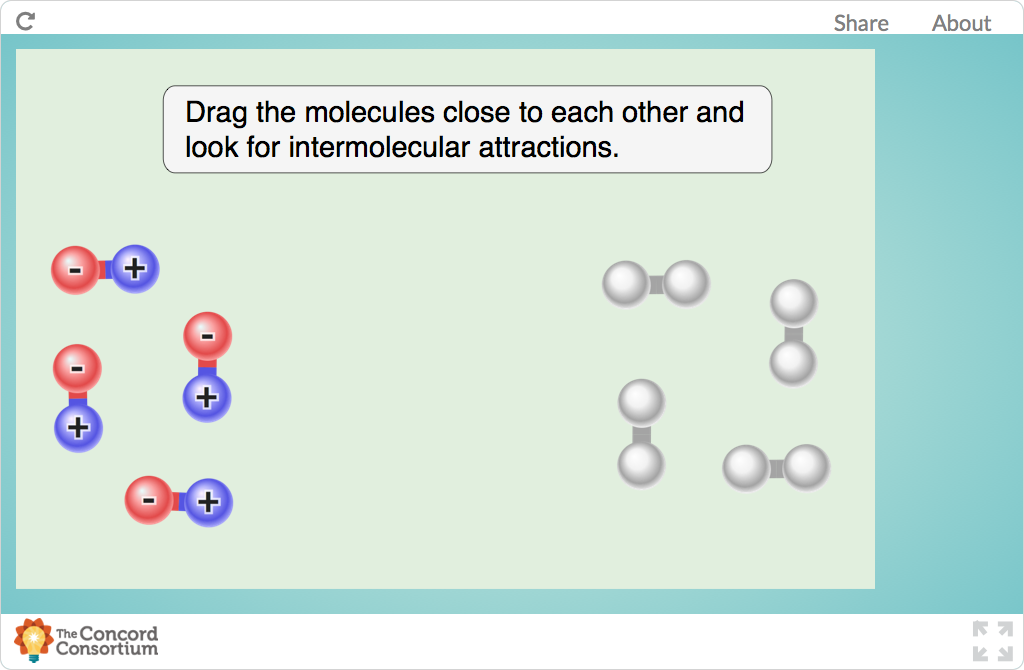 Share About
Drag the molecules close to each other and
look for intermolecular attractions.
- +
-
-
+
+
- +
The Concord
Consortium